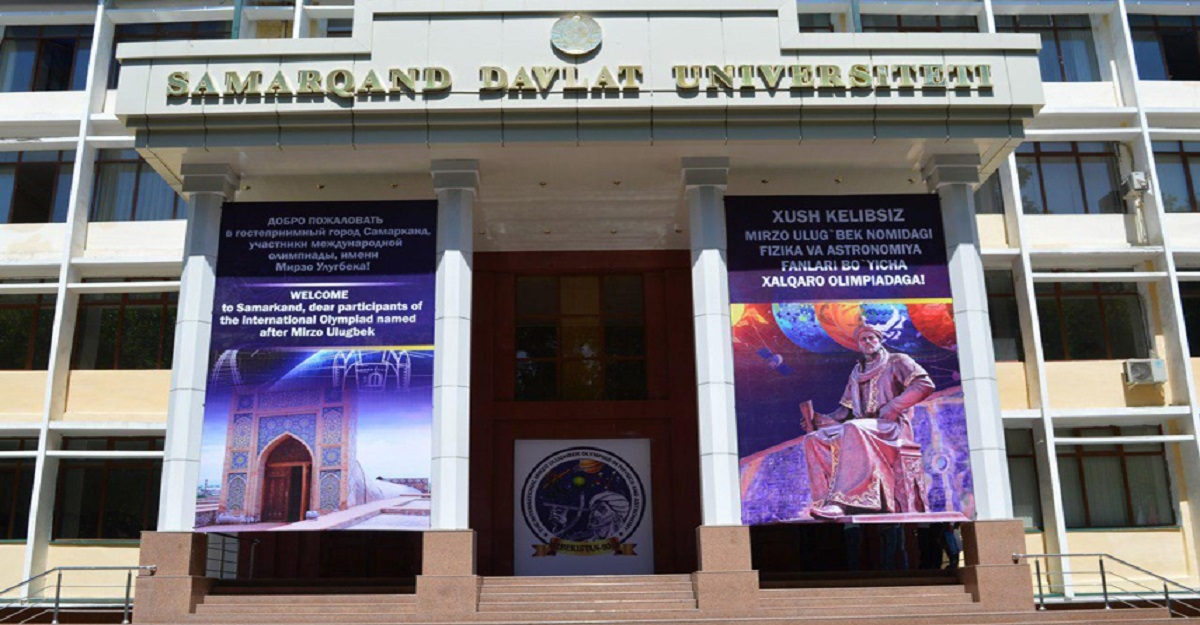 SAMARQAND DAVLAT UNIVERSITETI
ДОБРО ПОЖАЛОВАТЬ
в гостеприимный город Самарканд,
участники международной
олимпиады, имени
Мирзо Улугбека!
WELCOME
to Samarkand, dear participants of
the International Olympiad named
after Mirzo Ulugbek
XUSH KELIBSIZ
MIRZO ULUG`BEK NOMIDAGI
FIZIKA VA ASTRONOMIYA
FANLARI BO`YICHA
XALQARO OLIMPIADAGA!